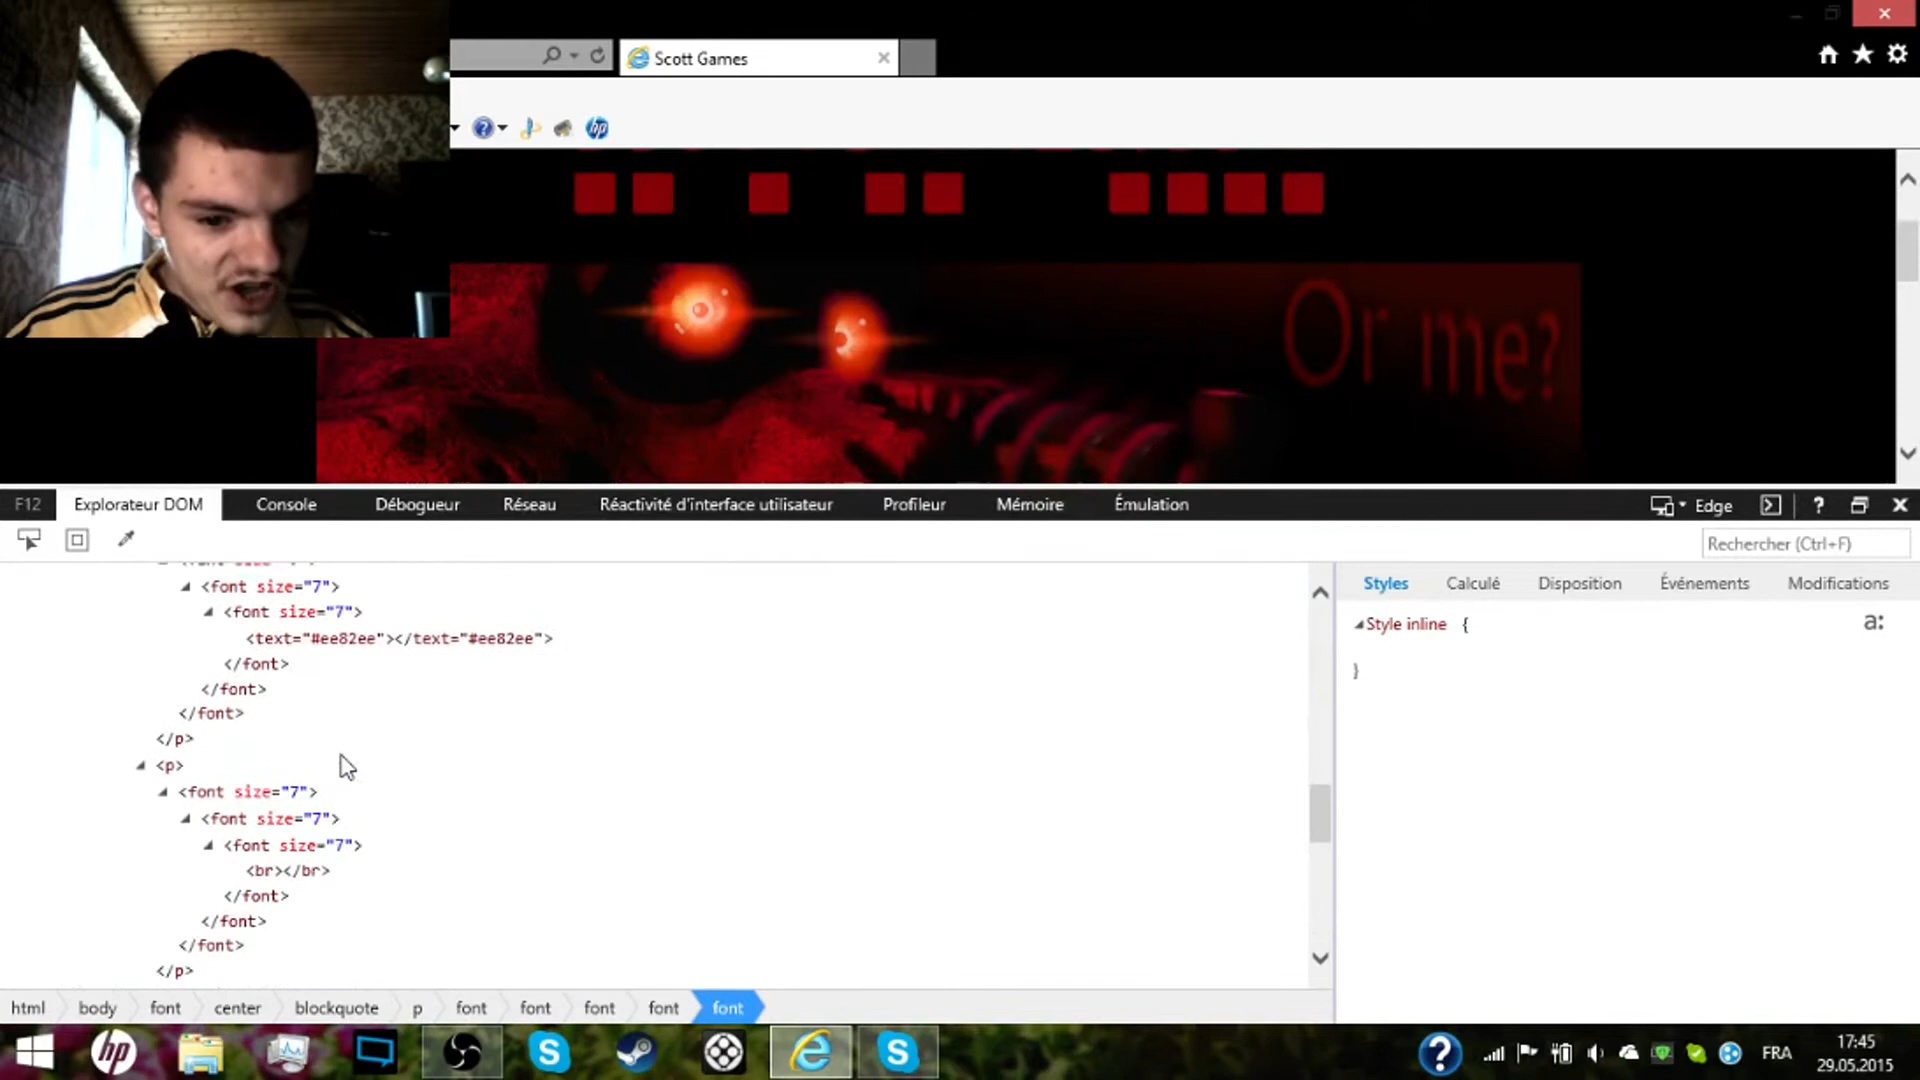 Scott Games
hp
Or me?
F12 Explorateur DOM Console Débogueur Réseau Réactivité d'interface utilisateur Profileur Mémoire Émulation Edge ?
Rechercher (Ctrl+F)
Styles Calculé Disposition Événements Modifications
<font size="7">
<font size="7">
<text="#ee82ee"></text="#ee82ee">
</font>
</font>
</font>
</p>
<p>
<font size="7">
<font size="7">
<font size="7">
<br></br>
</font>
</font>
</font>
</p>
Style inline {
a:
}
html body font center blockquote p font font font font font
hp
FRA
17:45
29.05.2015